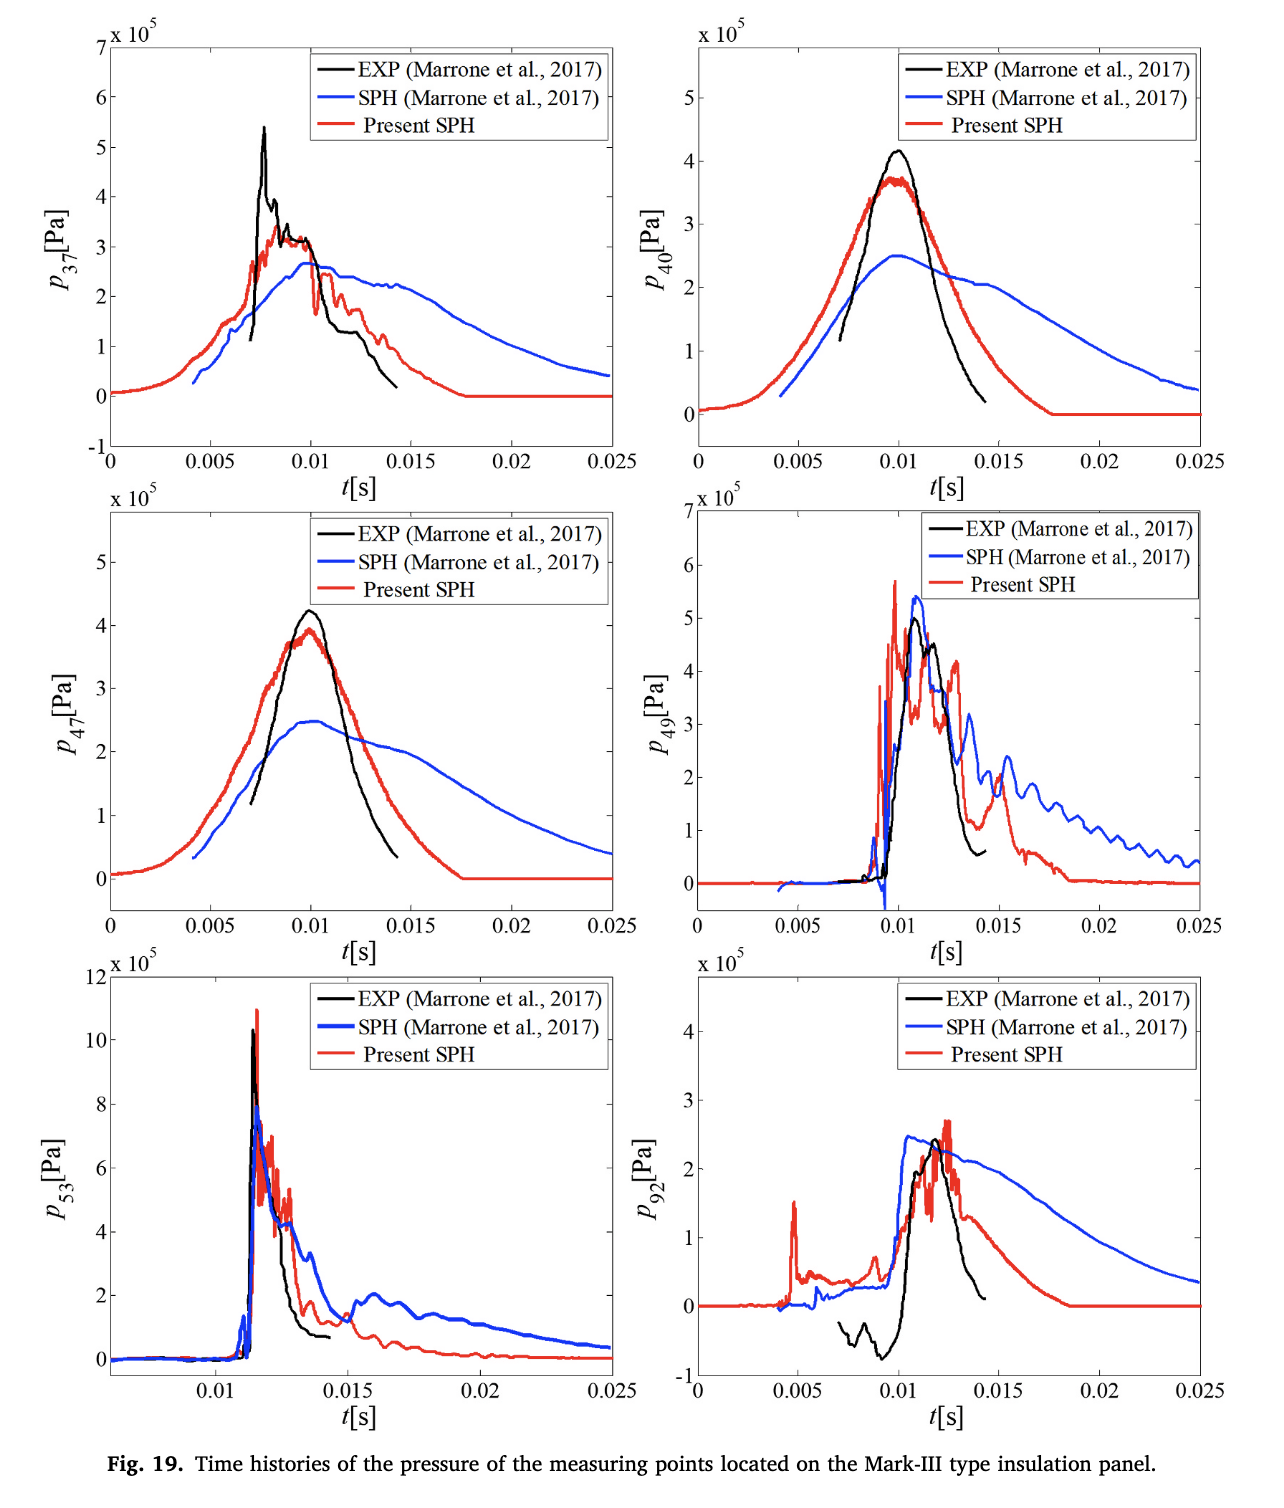 x 10^5
7
6
5
4
3
2
1
0
-1
p_37[Pa]
EXP (Marrone et al., 2017)
SPH (Marrone et al., 2017)
Present SPH
0 0.005 0.01 0.015 0.02 0.025
t[s]
x 10^5
5
4
3
2
1
0
p_40[Pa]
EXP (Marrone et al., 2017)
SPH (Marrone et al., 2017)
Present SPH
0 0.005 0.01 0.015 0.02 0.025
t[s]
x 10^5
5
4
3
2
1
0
p_47[Pa]
EXP (Marrone et al., 2017)
SPH (Marrone et al., 2017)
Present SPH
0 0.005 0.01 0.015 0.02 0.025
t[s]
x 10^5
7
6
5
4
3
2
1
0
p_49[Pa]
EXP (Marrone et al., 2017)
SPH (Marrone et al., 2017)
Present SPH
0 0.005 0.01 0.015 0.02 0.025
t[s]
x 10^5
12
10
8
6
4
2
0
p_53[Pa]
EXP (Marrone et al., 2017)
SPH (Marrone et al., 2017)
Present SPH
0.01 0.015 0.02 0.025
t[s]
x 10^5
4
3
2
1
0
-1
p_92[Pa]
EXP (Marrone et al., 2017)
SPH (Marrone et al., 2017)
Present SPH
0 0.005 0.01 0.015 0.02 0.025
t[s]
Fig. 19. Time histories of the pressure of the measuring points located on the Mark-III type insulation panel.